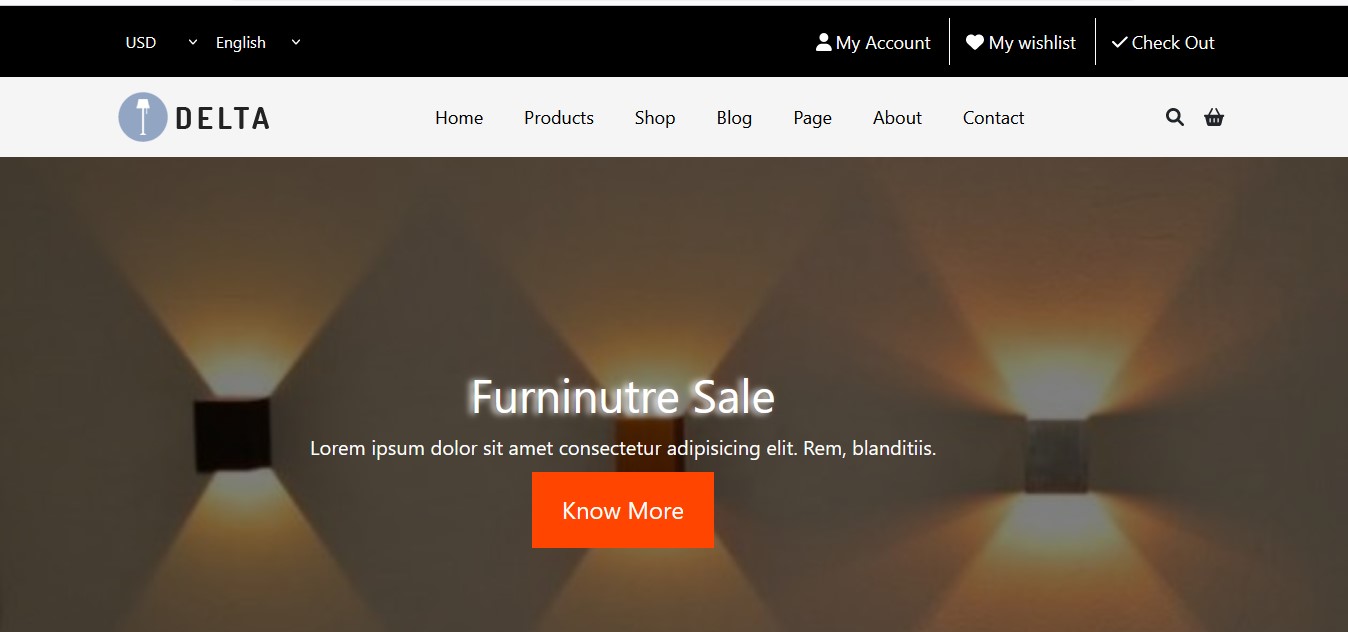 USD English My Account My wishlist Check Out
DELTA Home Products Shop Blog Page About Contact
Furninutre Sale
Lorem ipsum dolor sit amet consectetur adipisicing elit. Rem, blanditiis.
Know More